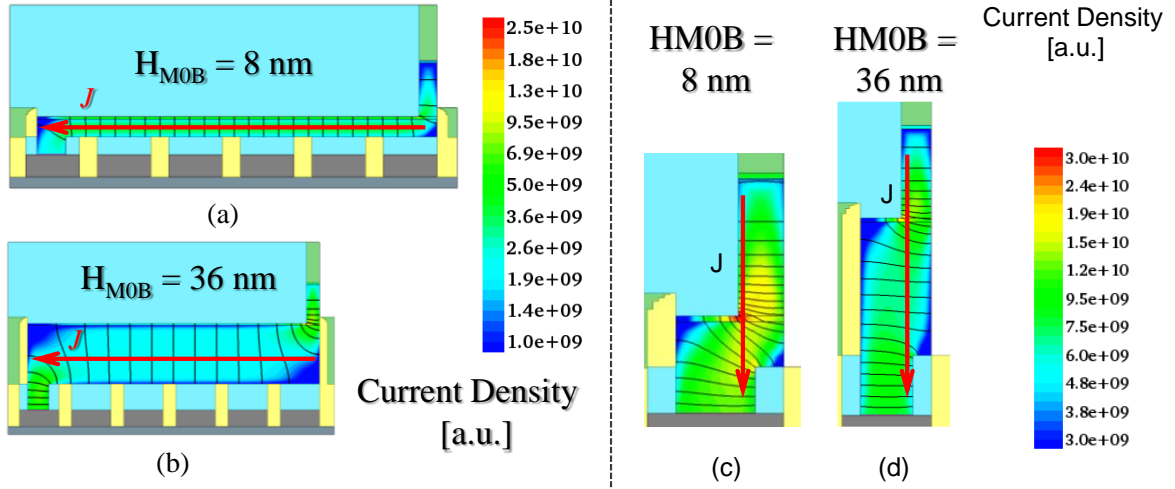 H_M0B = 8 nm
J
(a)
H_M0B = 36 nm
J
(b)
2.5e+10
2.0e+10
1.5e+10
1.3e+10
9.5e+09
6.9e+09
5.0e+09
3.6e+09
2.6e+09
1.9e+09
1.4e+09
1.0e+09
Current Density
[a.u.]
HM0B =
8 nm
J
(c)
HM0B =
36 nm
J
(d)
Current Density
[a.u.]
3.0e+10
2.4e+10
1.9e+10
1.5e+10
1.2e+10
9.5e+09
7.5e+09
6.0e+09
4.8e+09
3.8e+09
3.0e+09